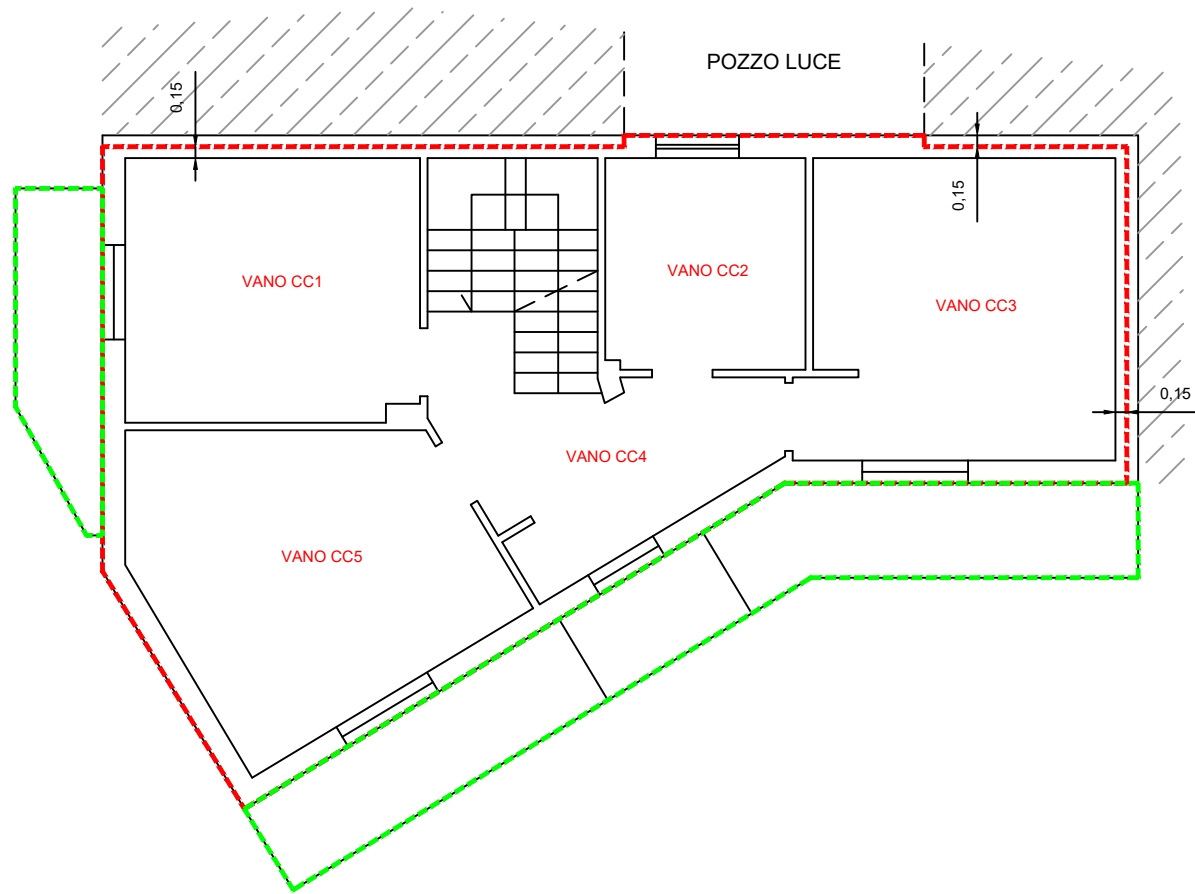 POZZO LUCE
0,15
0,15
VANO CC1
VANO CC2
VANO CC3
0,15
VANO CC4
VANO CC5